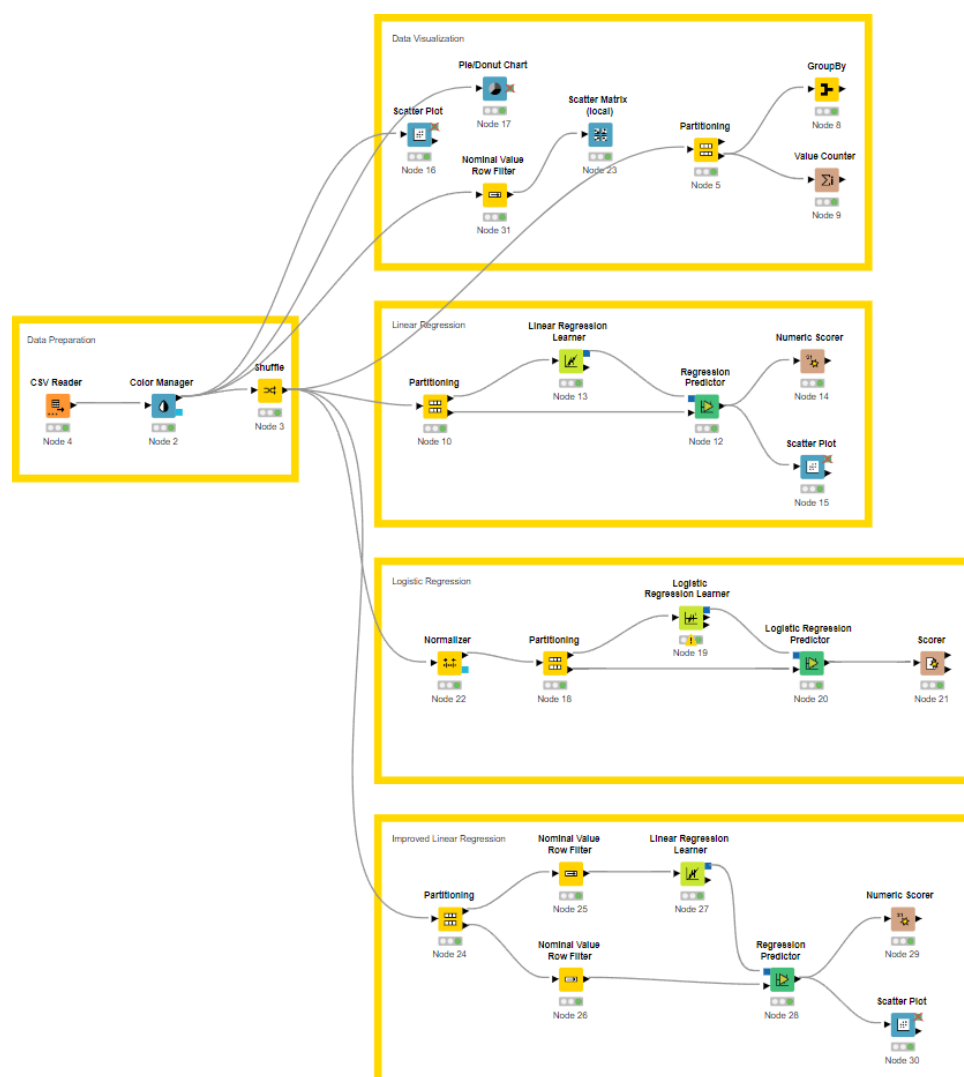 Data Visualization
Pie/Donut Chart
Node 17
Scatter Plot
Node 16
Scatter Matrix
(local)
Node 23
Nominal Value
Row Filter
Node 31
Partitioning
Node 5
GroupBy
Node 8
Value Counter
Node 9
Data Preparation
CSV Reader
Node 4
Color Manager
Node 2
Shuffle
Node 3
Linear Regression
Partitioning
Node 10
Linear Regression
Learner
Node 13
Regression
Predictor
Node 12
Numeric Scorer
Node 14
Scatter Plot
Node 15
Logistic Regression
Normalizer
Node 22
Partitioning
Node 18
Logistic
Regression Learner
Node 19
Logistic Regression
Predictor
Node 20
Scorer
Node 21
Improved Linear Regression
Partitioning
Node 24
Nominal Value
Row Filter
Node 25
Nominal Value
Row Filter
Node 26
Linear Regression
Learner
Node 27
Regression
Predictor
Node 28
Numeric Scorer
Node 29
Scatter Plot
Node 30